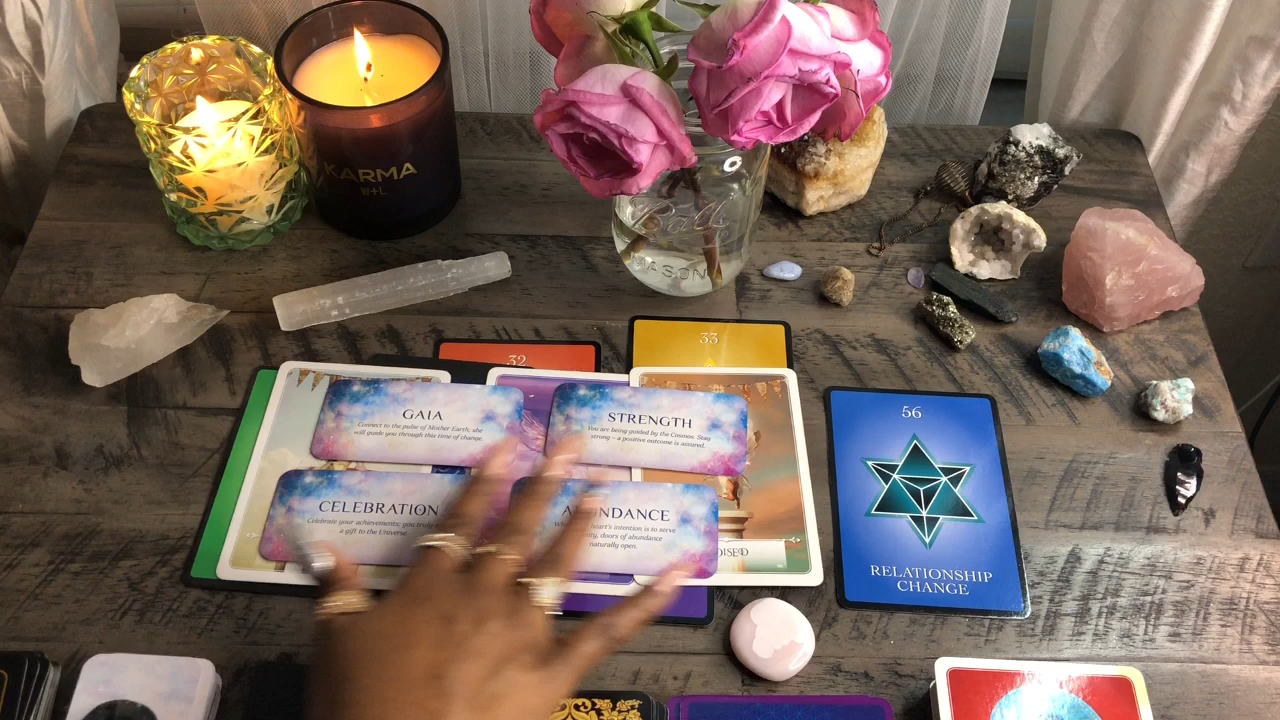 KARMA
W+L
Ball
MASON
32
33
GAIA
Connect to the pulse of Mother Earth; she
will guide you through this time of change.
STRENGTH
You are being guided by the Cosmos. Stay
strong – a positive outcome is assured.
56
CELEBRATION
Celebrate your achievements; you truly
a gift to the Universe.
ABUNDANCE
heart's intention is to serve
doors of abundance
naturally open.
RELATIONSHIP
CHANGE